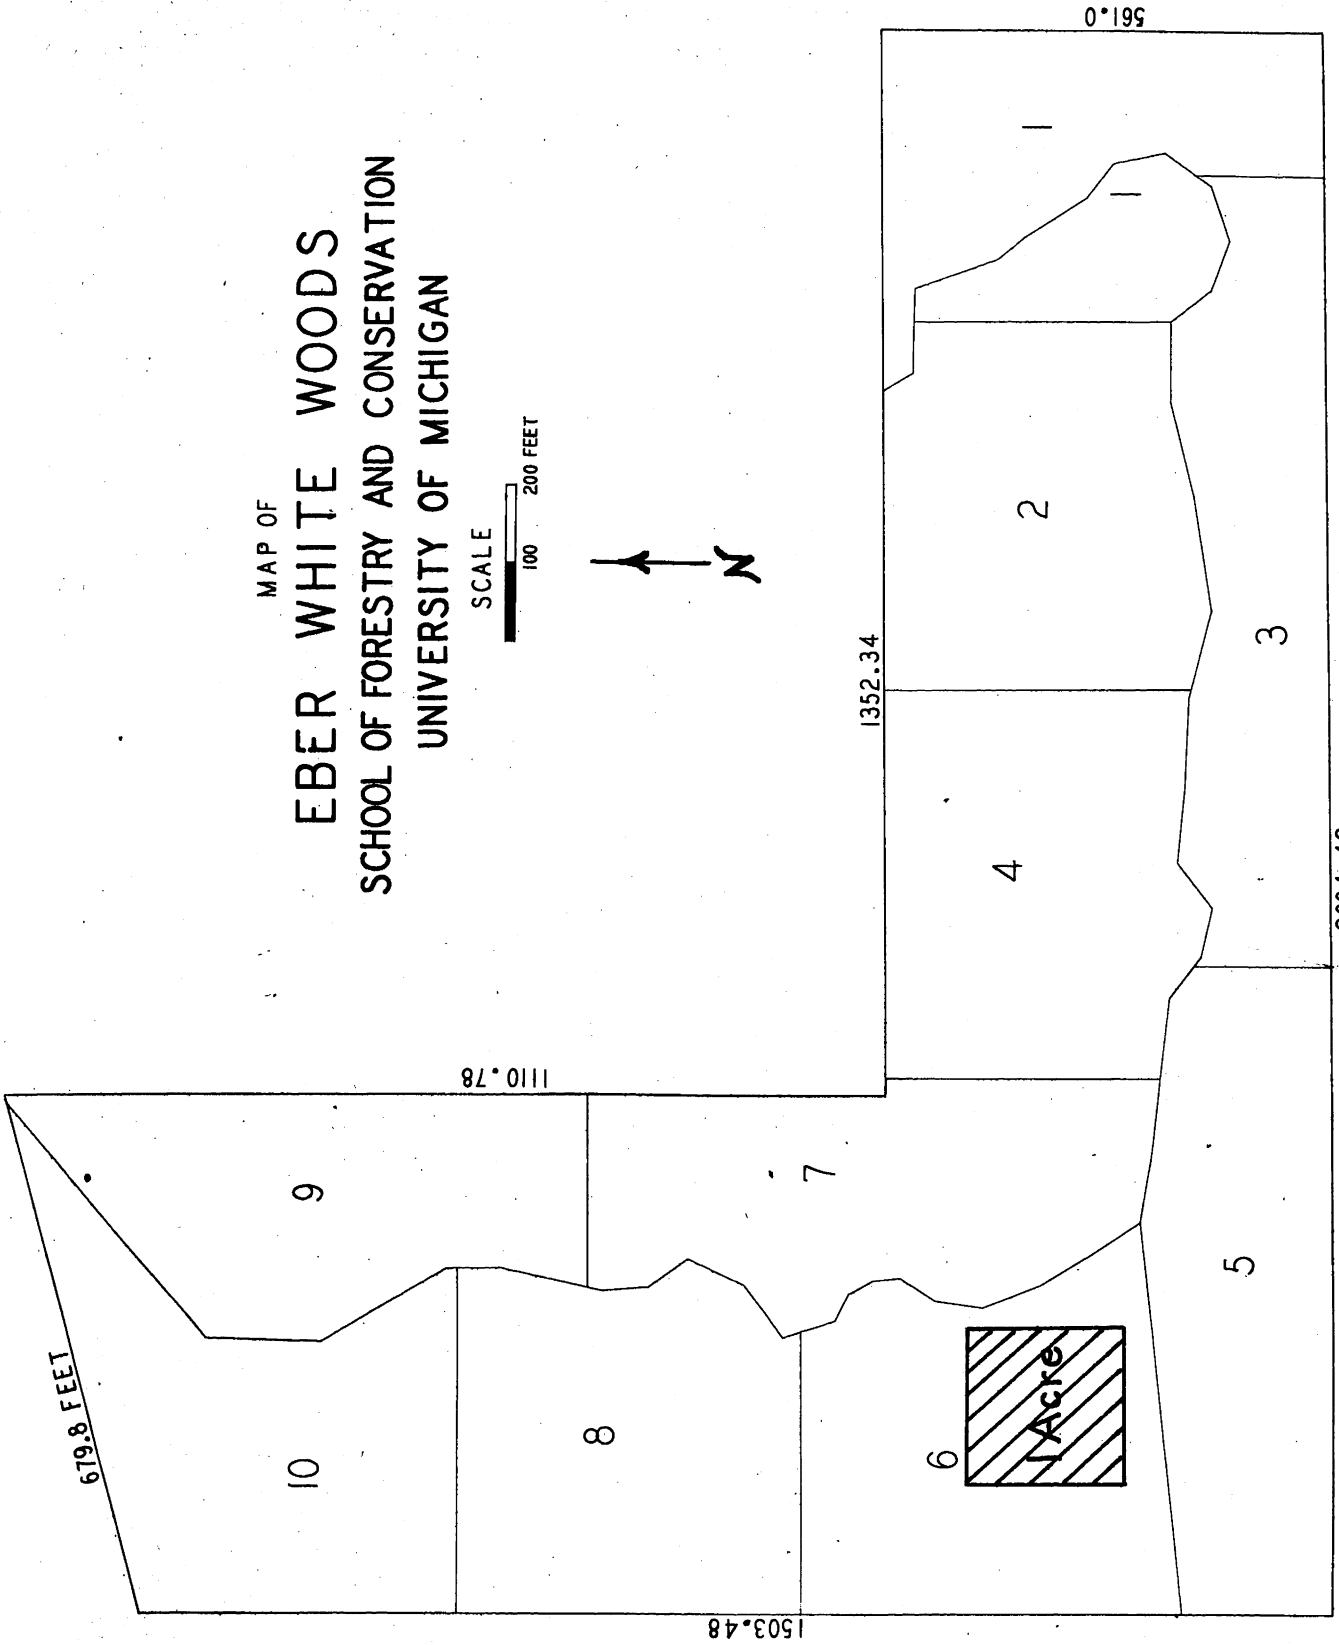 MAP OF
EBER WHITE WOODS
SCHOOL OF FORESTRY AND CONSERVATION
UNIVERSITY OF MICHIGAN
SCALE
100 200 FEET
N
679.8 FEET
1110.78
1352.34
561.0
1503.48
1
1
2
3
4
5
6
7
8
9
10
1 Acre